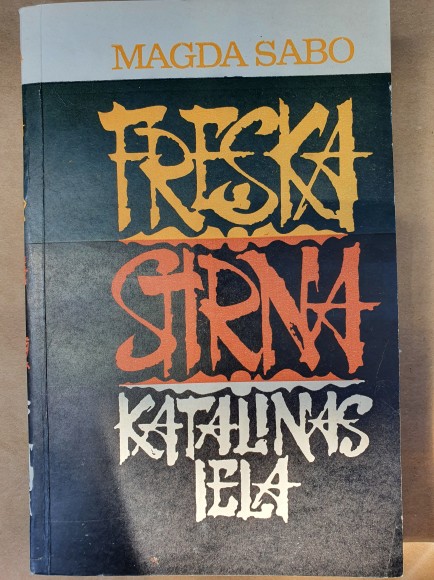 MAGDA SABO
FRESKA
STIRNA
KATALINAS
IELA